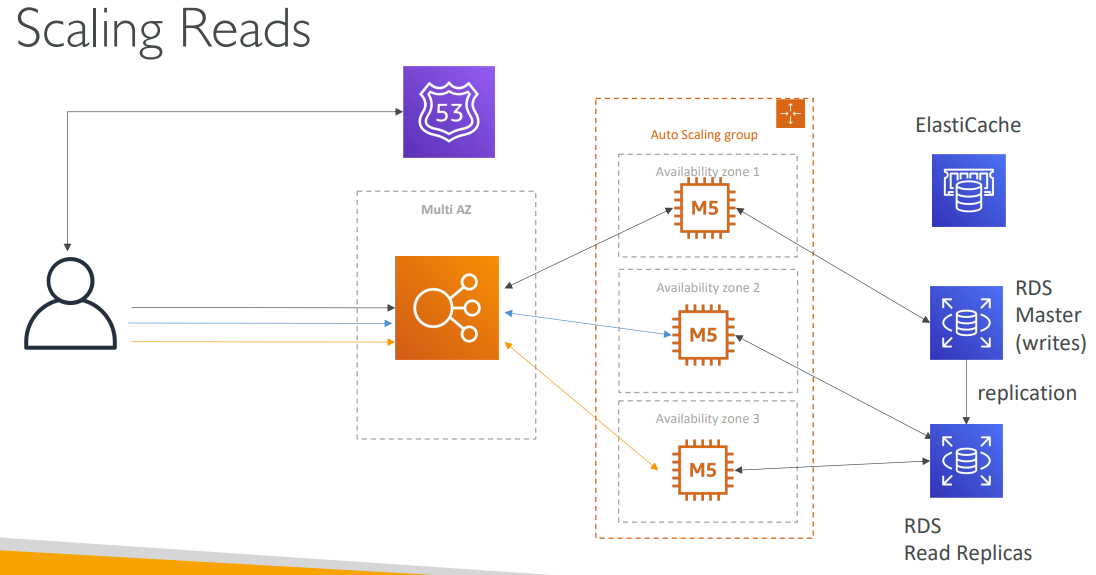 Scaling Reads
53
Auto Scaling group
ElastiCache
Availability zone 1
M5
Multi AZ
Availability zone 2
M5
RDS
Master
(writes)
replication
Availability zone 3
M5
RDS
Read Replicas